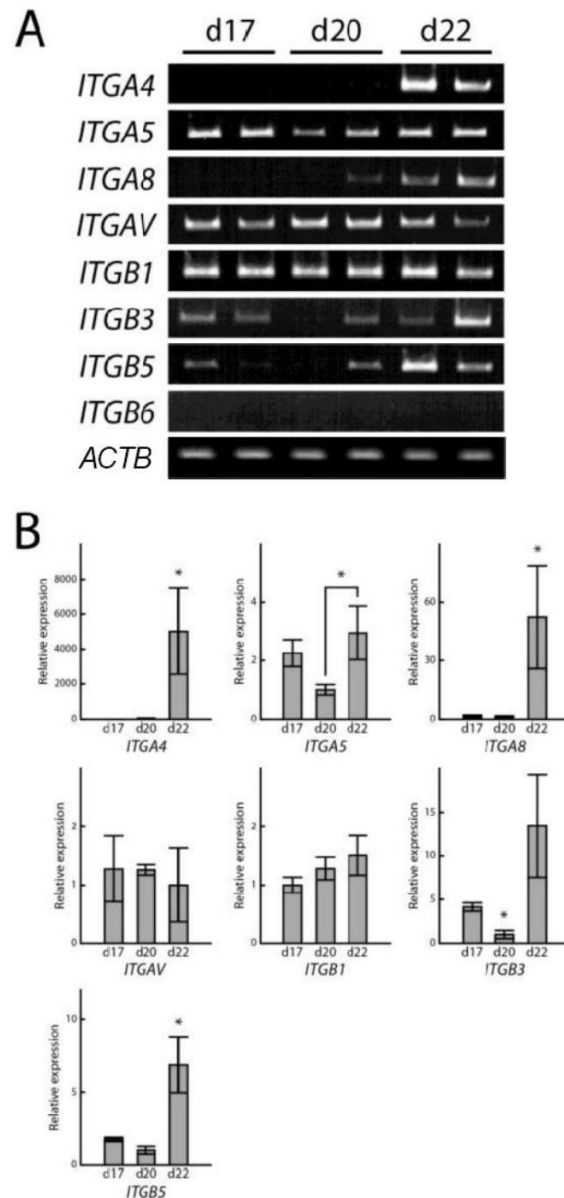 A
d17 d20 d22
ITGA4
ITGA5
ITGA8
ITGAV
ITGB1
ITGB3
ITGB5
ITGB6
ACTB
B
Relative expression
8000
6000
4000
2000
0
*
d17 d20 d22
ITGA4
Relative expression
4
2
0
*
d17 d20 d22
ITGA5
Relative expression
60
30
0
*
d17 d20 d22
ITGA8
Relative expression
2
1
0
d17 d20 d22
ITGAV
Relative expression
2
1
0
d17 d20 d22
ITGB1
Relative expression
15
10
5
0
*
d17 d20 d22
ITGB3
Relative expression
10
5
0
*
d17 d20 d22
ITGB5